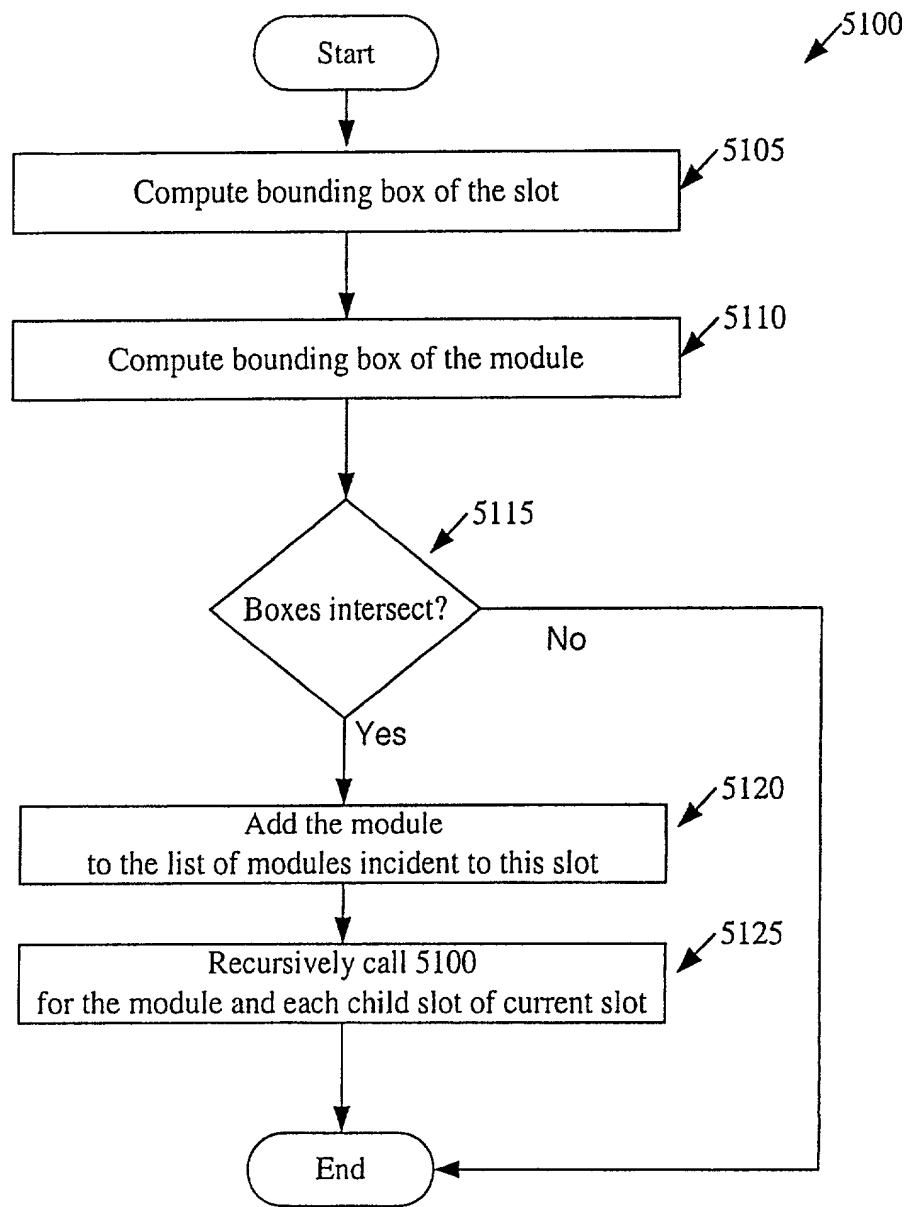 5100
Start
5105
Compute bounding box of the slot
5110
Compute bounding box of the module
5115
Boxes intersect?
No
Yes
5120
Add the module
to the list of modules incident to this slot
5125
Recursively call 5100
for the module and each child slot of current slot
End